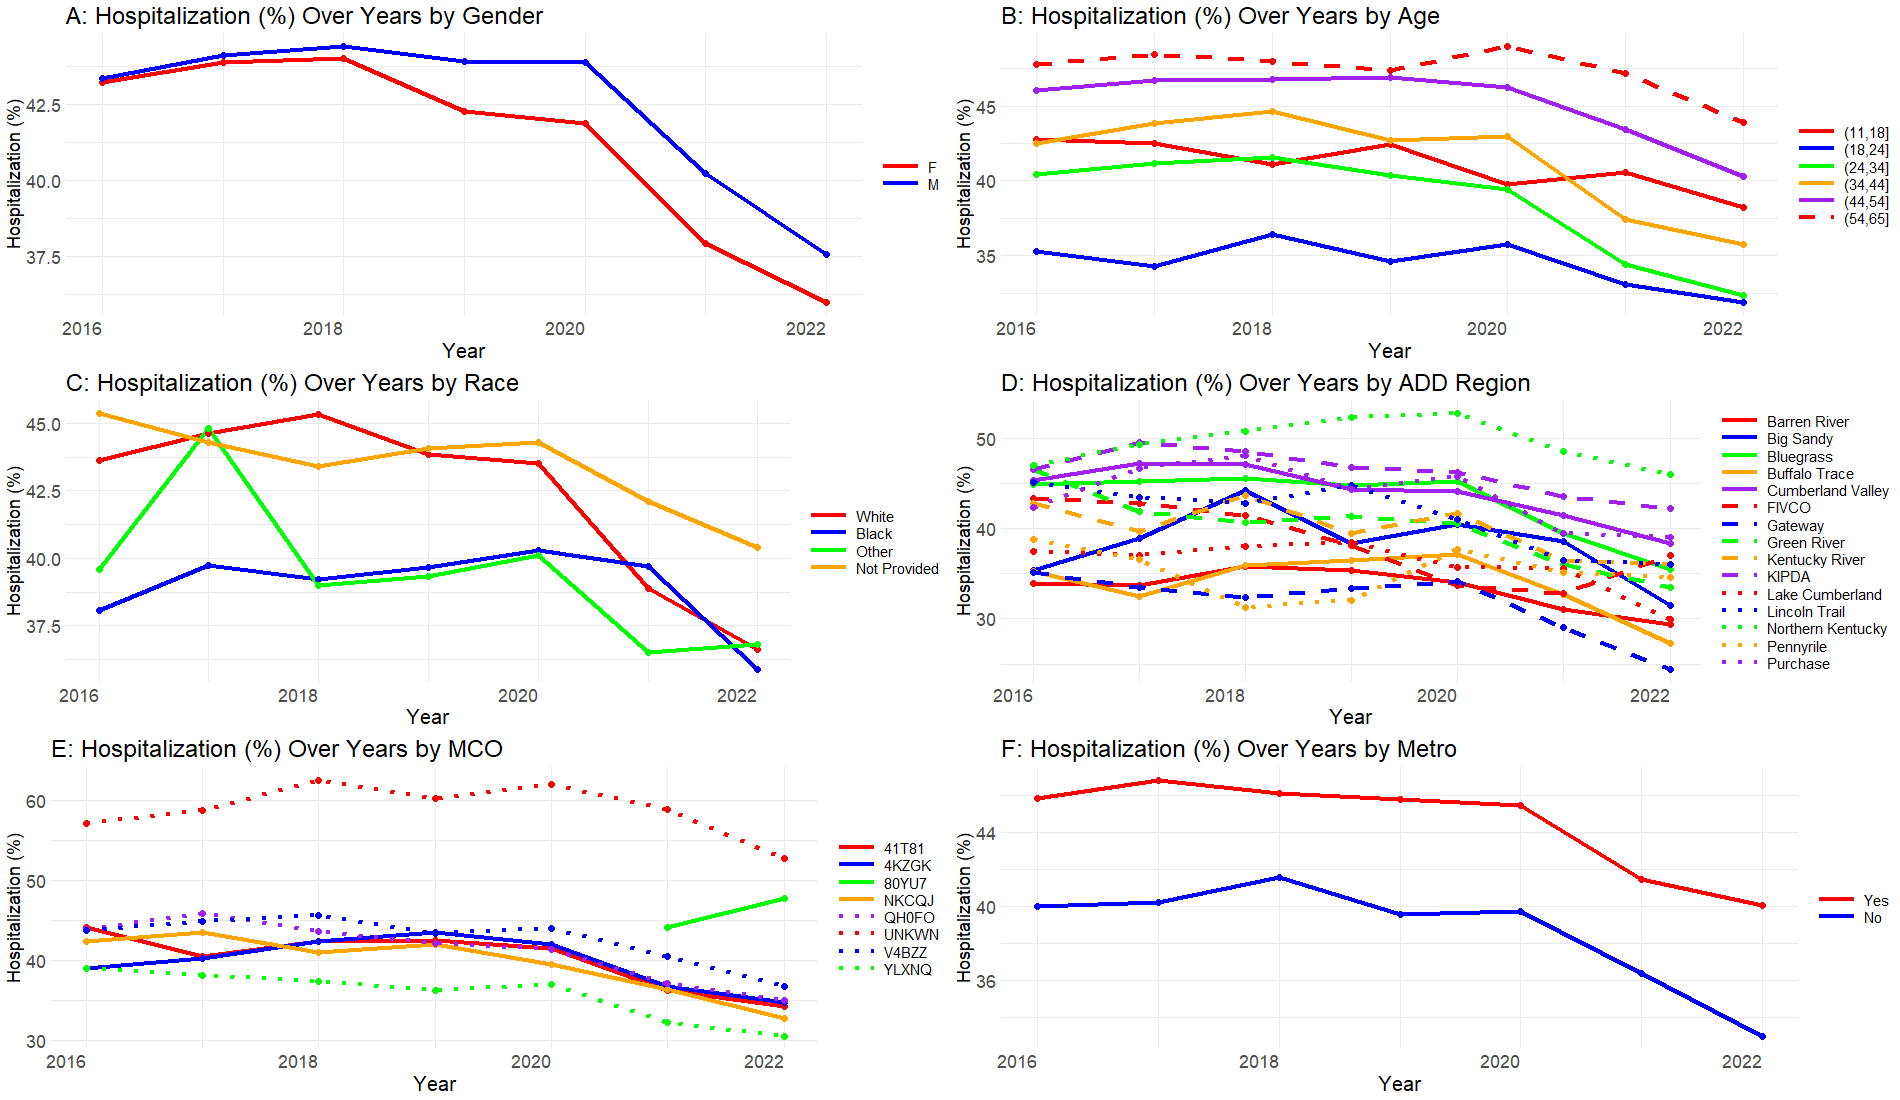 A: Hospitalization (%) Over Years by Gender
Hospitalization (%)
42.5
40.0
37.5
2016
2018
2020
2022
Year
F
M
B: Hospitalization (%) Over Years by Age
Hospitalization (%)
45
40
35
2016
2018
2020
2022
Year
(11,18]
(18,24]
(24,34]
(34,44]
(44,54]
(54,65]
C: Hospitalization (%) Over Years by Race
Hospitalization (%)
45.0
42.5
40.0
37.5
2016
2018
2020
2022
Year
White
Black
Other
Not Provided
D: Hospitalization (%) Over Years by ADD Region
Hospitalization (%)
50
40
30
2016
2018
2020
2022
Year
Barren River
Big Sandy
Bluegrass
Buffalo Trace
Cumberland Valley
FIVCO
Gateway
Green River
Kentucky River
KIPDA
Lake Cumberland
Lincoln Trail
Northern Kentucky
Pennyrile
Purchase
E: Hospitalization (%) Over Years by MCO
Hospitalization (%)
60
50
40
30
2016
2018
2020
2022
Year
41T81
4KZGK
80YU7
NKCQJ
QH0FO
UNKWN
V4BZZ
YLXNQ
F: Hospitalization (%) Over Years by Metro
Hospitalization (%)
44
40
36
2016
2018
2020
2022
Year
Yes
No